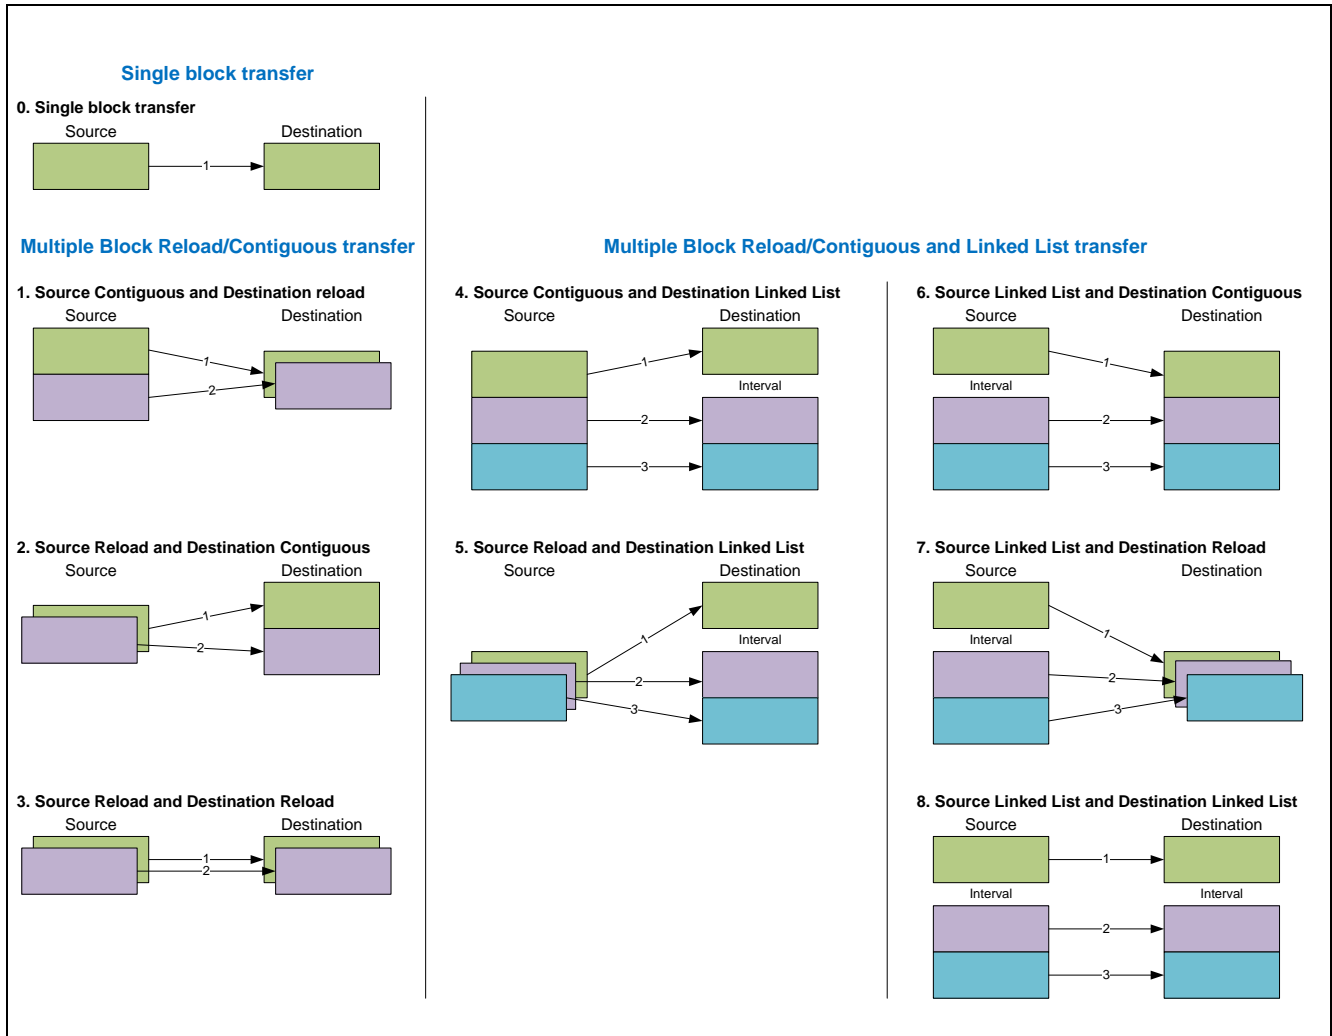 Single block transfer
0. Single block transfer
Source Destination
1
Multiple Block Reload/Contiguous transfer
1. Source Contiguous and Destination reload
Source Destination
1
2
2. Source Reload and Destination Contiguous
Source Destination
1
2
3. Source Reload and Destination Reload
Source Destination
1
2
Multiple Block Reload/Contiguous and Linked List transfer
4. Source Contiguous and Destination Linked List
Source Destination
1
Interval
2
3
5. Source Reload and Destination Linked List
Source Destination
1
Interval
2
3
6. Source Linked List and Destination Contiguous
Source Destination
1
Interval
2
3
7. Source Linked List and Destination Reload
Source Destination
1
Interval
2
3
8. Source Linked List and Destination Linked List
Source Destination
1
Interval Interval
2
3